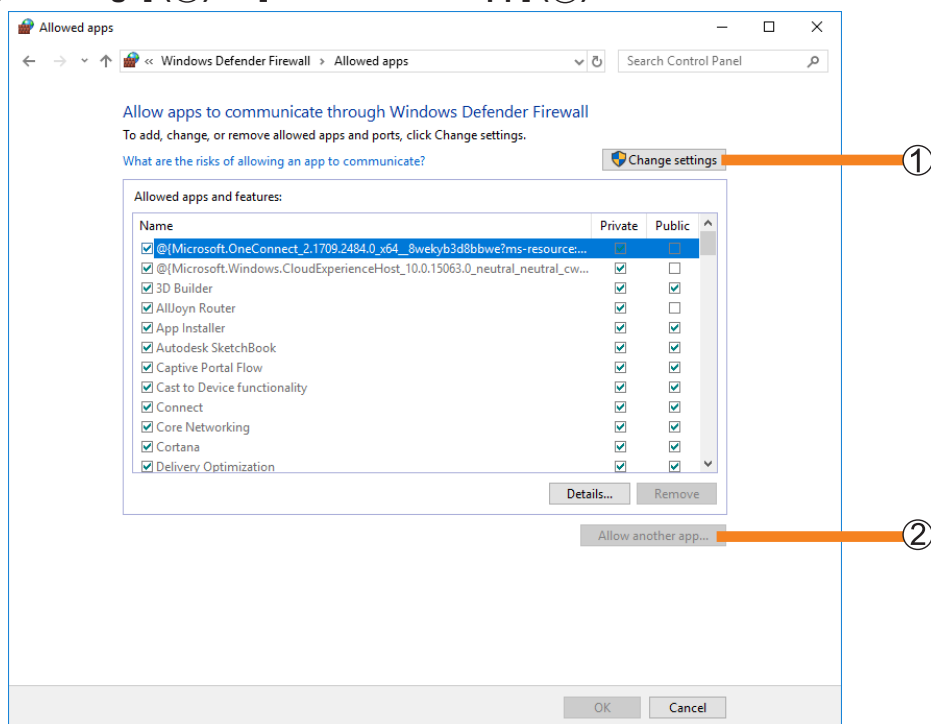 Allowed apps
« Windows Defender Firewall › Allowed apps
Search Control Panel
Allow apps to communicate through Windows Defender Firewall
To add, change, or remove allowed apps and ports, click Change settings.
What are the risks of allowing an app to communicate?
Change settings
①
Allowed apps and features:
Name Private Public
@{Microsoft.OneConnect_2.1709.2484.0_x64__8wekyb3d8bbwe?ms-resource:...
@{Microsoft.Windows.CloudExperienceHost_10.0.15063.0_neutral_neutral_cw...
3D Builder
AllJoyn Router
App Installer
Autodesk SketchBook
Captive Portal Flow
Cast to Device functionality
Connect
Core Networking
Cortana
Delivery Optimization
Details... Remove
Allow another app...
②
OK Cancel